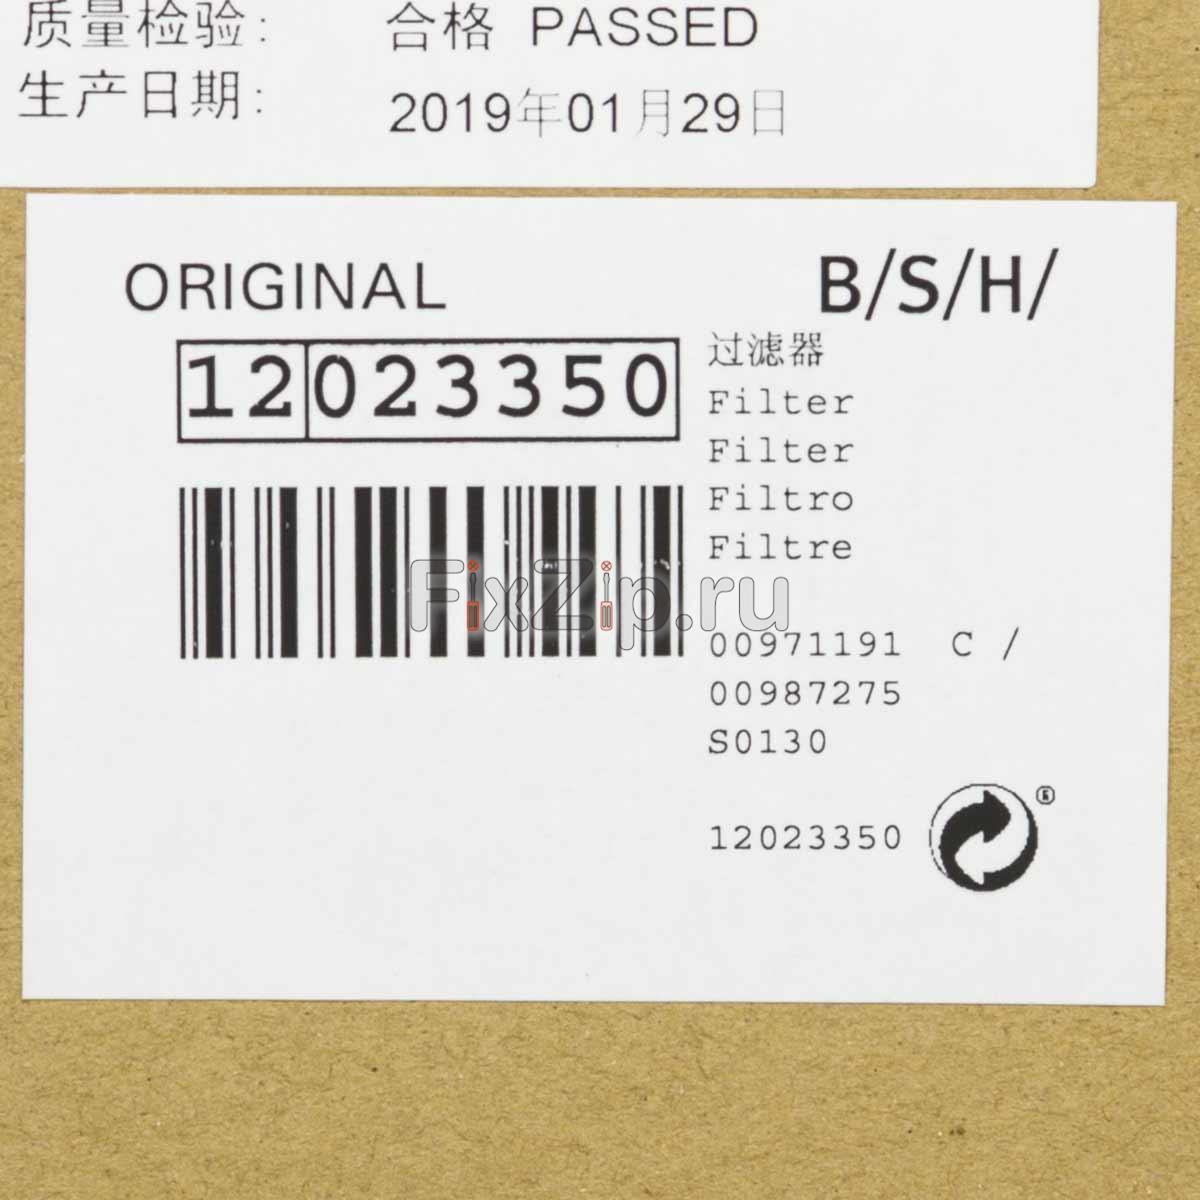 质量检验: 合格 PASSED
生产日期: 2019年01月29日
ORIGINAL B/S/H/
12023350
过滤器
Filter
Filter
Filtro
Filtre
FixZip.ru
00971191 C /
00987275
S0130
12023350